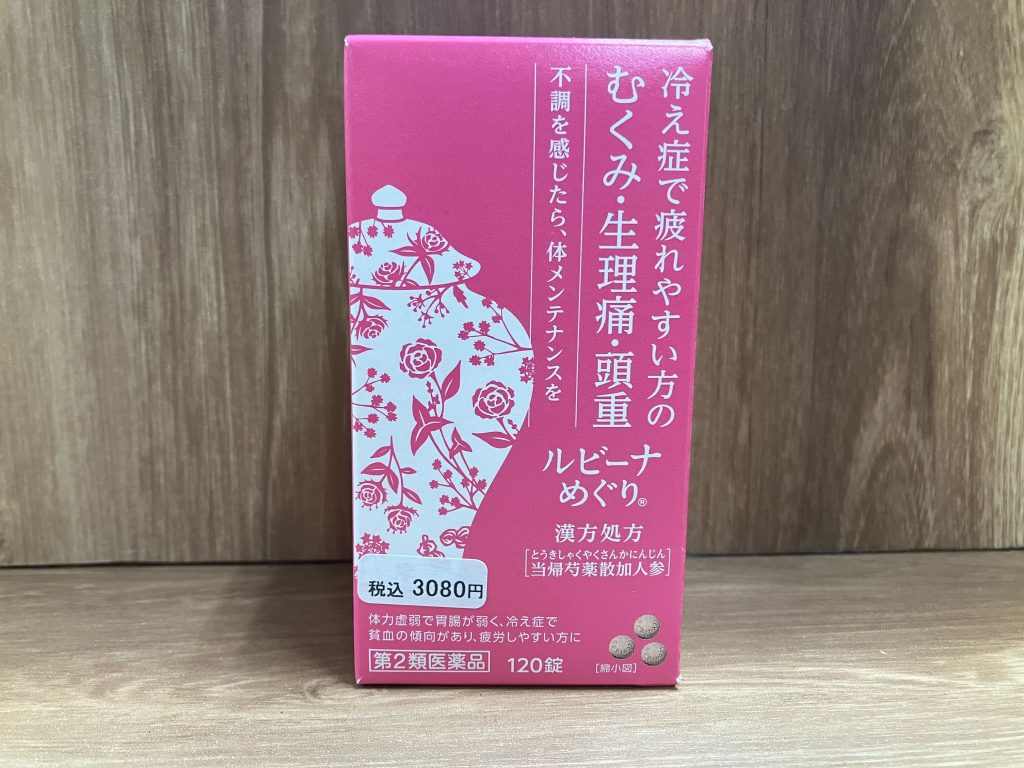 冷え症で疲れやすい方の
むくみ・生理痛・頭重
不調を感じたら、体メンテナンスを
ルビーナ
めぐり®
漢方処方
とうきしゃくやくさんかにんじん
[当帰芍薬散加人参]
税込 3080円
体力虚弱で胃腸が弱く、冷え症で
貧血の傾向があり、疲労しやすい方に
第2類医薬品 120錠
[縮小図]